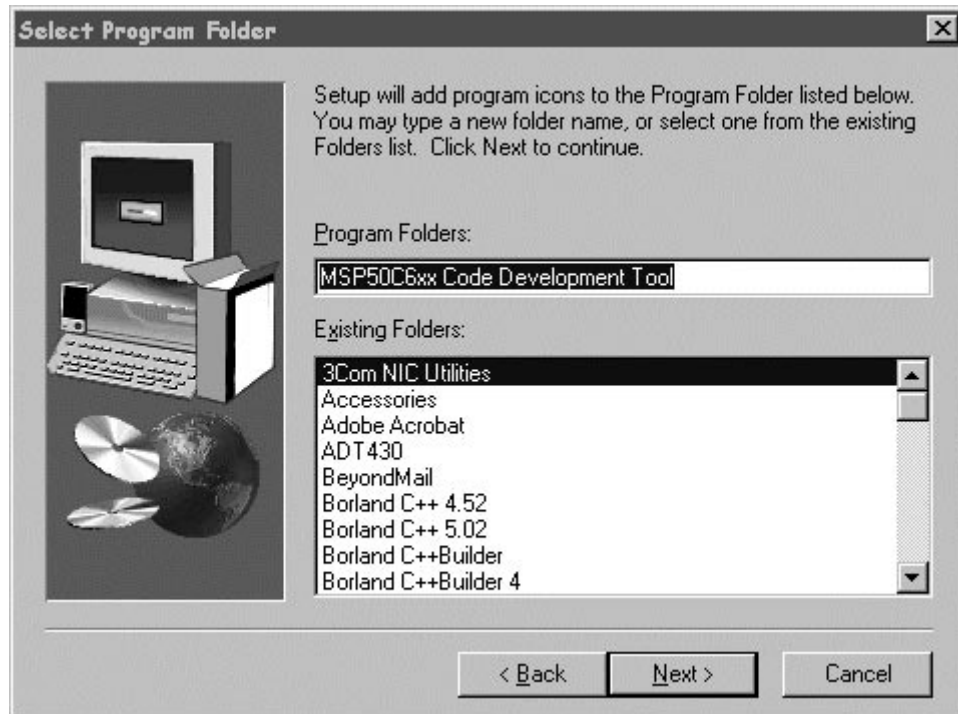 Select Program Folder
Setup will add program icons to the Program Folder listed below.
You may type a new folder name, or select one from the existing
Folders list. Click Next to continue.
Program Folders:
MSP50C6xx Code Development Tool
Existing Folders:
3Com NIC Utilities
Accessories
Adobe Acrobat
ADT430
BeyondMail
Borland C++ 4.52
Borland C++ 5.02
Borland C++Builder
Borland C++Builder 4
< Back
Next >
Cancel